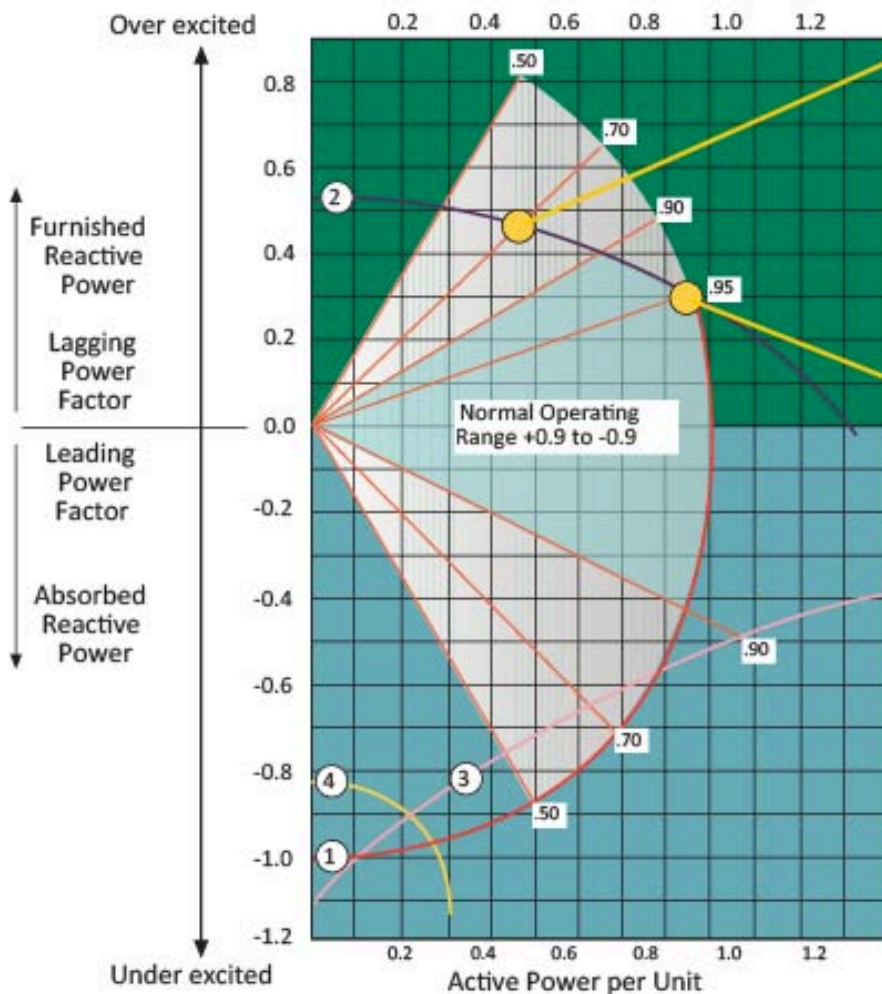 Over excited
0.2 0.4 0.6 0.8 1.0 1.2
.50
0.8
.70
0.6
2
.90
Furnished
Reactive
Power
0.4
.95
0.2
Lagging
Power
Factor
Normal Operating
Range +0.9 to -0.9
0.0
Leading
Power
Factor
-0.2
-0.4
Absorbed
Reactive
Power
.90
-0.6
.70
-0.8
4
3
.50
-1.0
1
-1.2
0.2 0.4 0.6 0.8 1.0 1.2
Under excited
Active Power per Unit